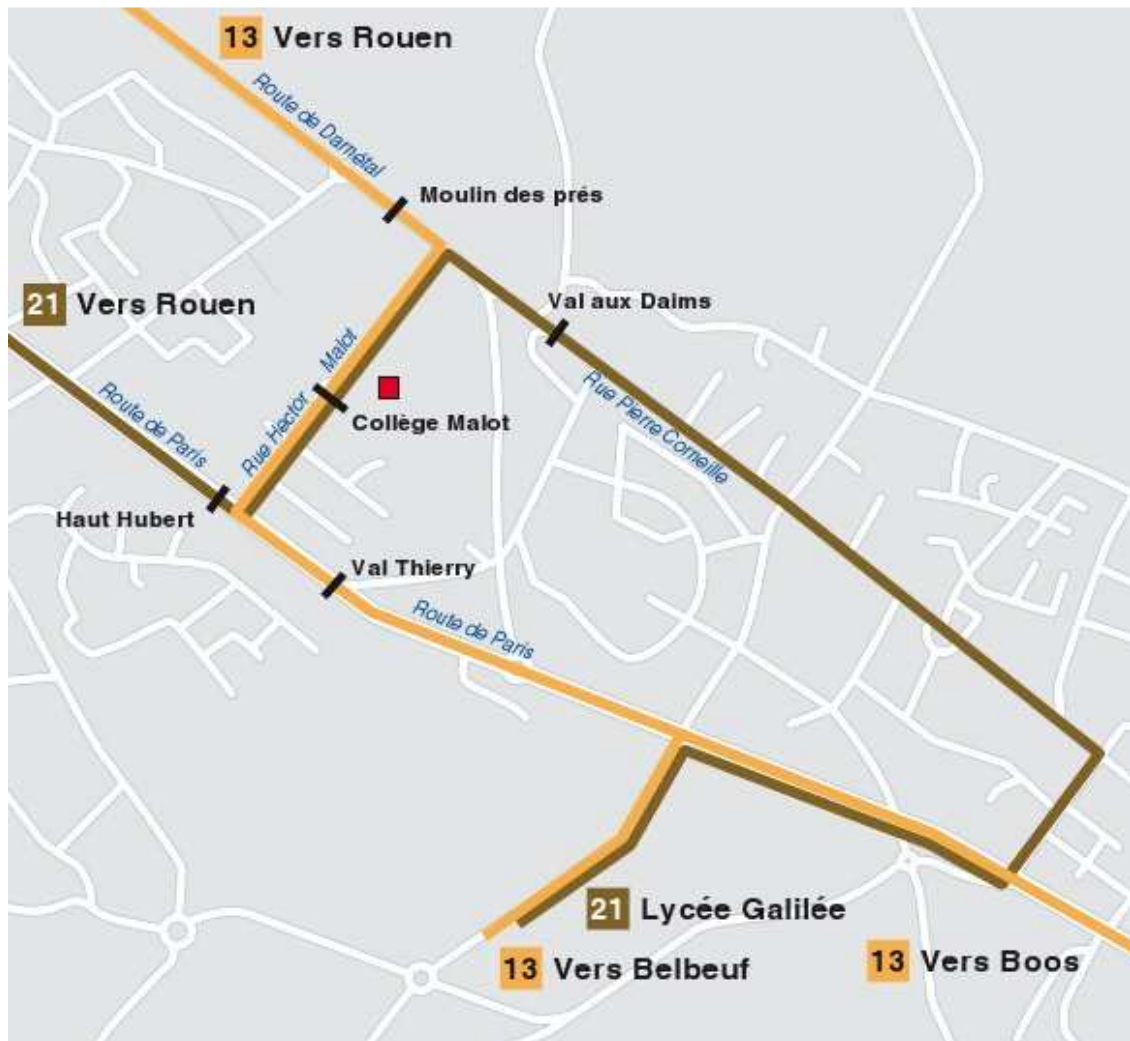 13 Vers Rouen
Route de Darnétal
Moulin des prés
21 Vers Rouen
Val aux Daims
Rue Hector Malot
Route de Paris
Collège Malot
Rue Pierre Corneille
Haut Hubert
Val Thierry
Route de Paris
21 Lycée Galilée
13 Vers Belbeuf
13 Vers Boos